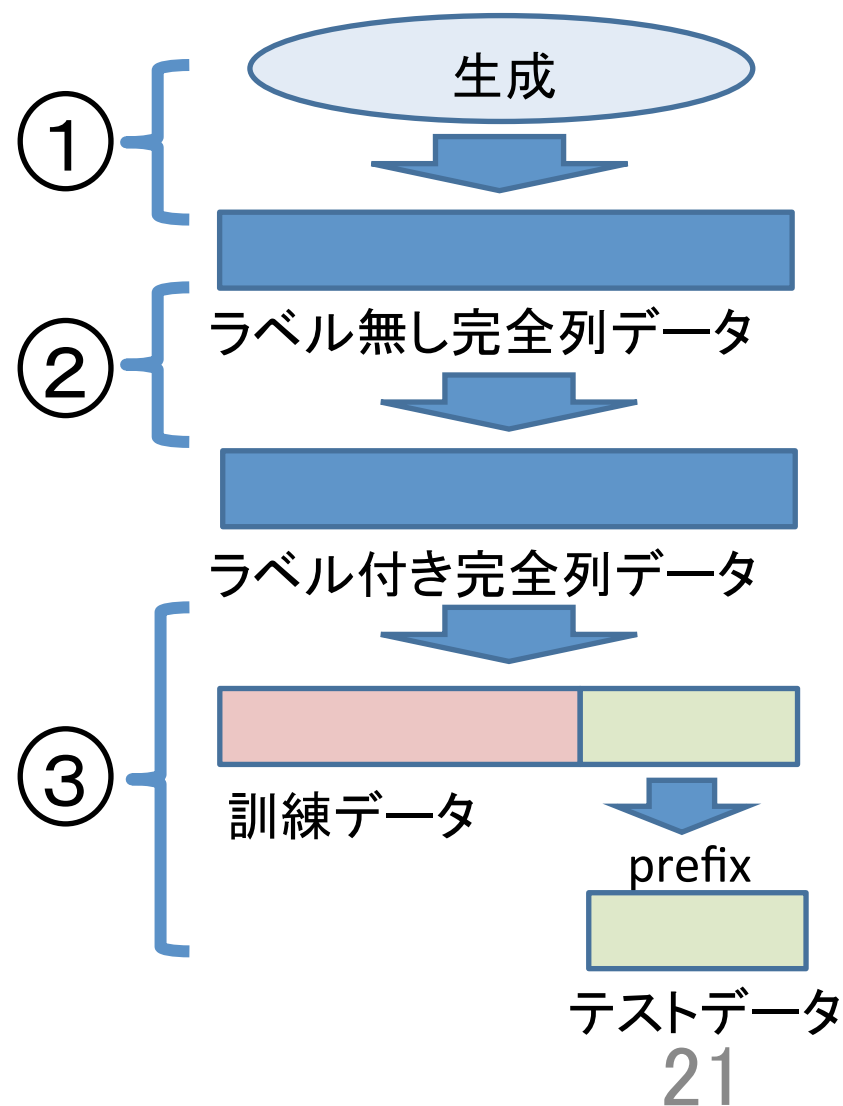 生成
①
ラベル無し完全列データ
②
ラベル付き完全列データ
③
訓練データ
prefix
テストデータ
21